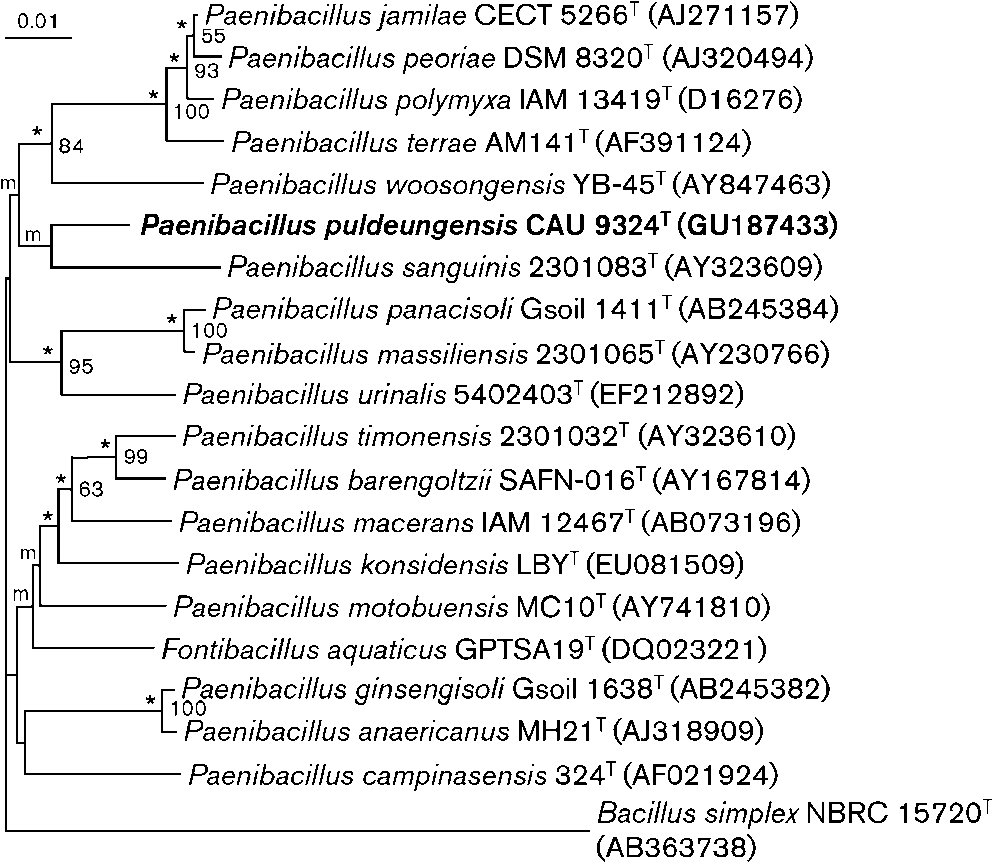 0.01
Paenibacillus jamilae CECT 5266T (AJ271157)
* 55
Paenibacillus peoriae DSM 8320T (AJ320494)
* 93
Paenibacillus polymyxa IAM 13419T (D16276)
* 100
Paenibacillus terrae AM141T (AF391124)
* 84
Paenibacillus woosongensis YB-45T (AY847463)
m
Paenibacillus puldeungensis CAU 9324T (GU187433)
m
Paenibacillus sanguinis 2301083T (AY323609)
Paenibacillus panacisoli Gsoil 1411T (AB245384)
* 100
Paenibacillus massiliensis 2301065T (AY230766)
* 95
Paenibacillus urinalis 5402403T (EF212892)
Paenibacillus timonensis 2301032T (AY323610)
* 99
Paenibacillus barengoltzii SAFN-016T (AY167814)
* 63
Paenibacillus macerans IAM 12467T (AB073196)
*
Paenibacillus konsidensis LBYT (EU081509)
m
Paenibacillus motobuensis MC10T (AY741810)
m
Fontibacillus aquaticus GPTSA19T (DQ023221)
Paenibacillus ginsengisoli Gsoil 1638T (AB245382)
* 100
Paenibacillus anaericanus MH21T (AJ318909)
Paenibacillus campinasensis 324T (AF021924)
Bacillus simplex NBRC 15720T
(AB363738)